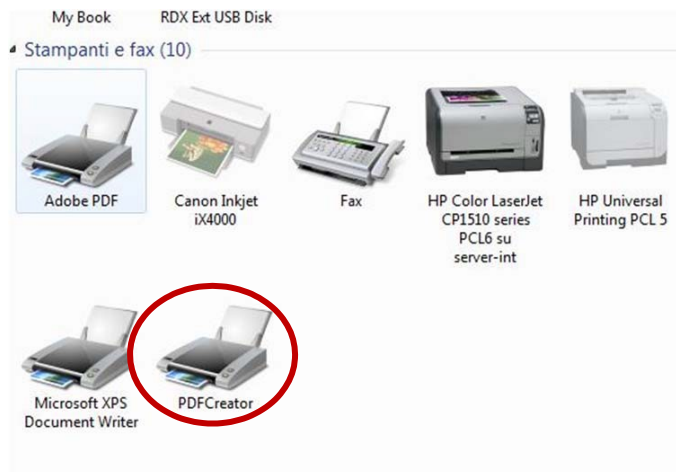 My Book RDX Ext USB Disk
Stampanti e fax (10)
Adobe PDF Canon Inkjet Fax HP Color LaserJet HP Universal
iX4000 CP1510 series Printing PCL 5
PCL6 su
server-int
Microsoft XPS PDFCreator
Document Writer